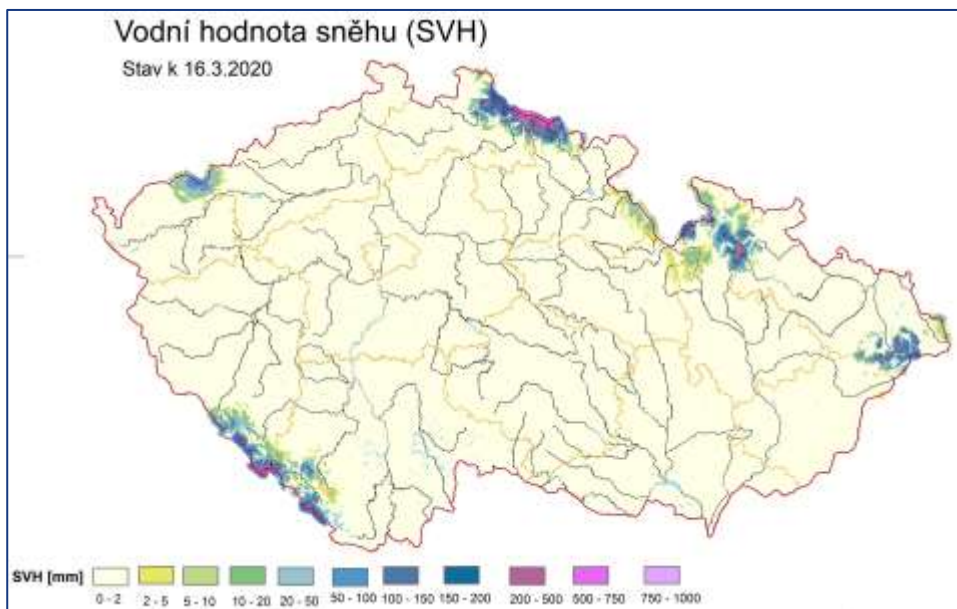 Vodní hodnota sněhu (SVH)
Stav k 16.3.2020
SVH [mm]
0 - 2 2 - 5 5 - 10 10 - 20 20 - 50 50 - 100 100 - 150 150 - 200 200 - 500 500 - 750 750 - 1000